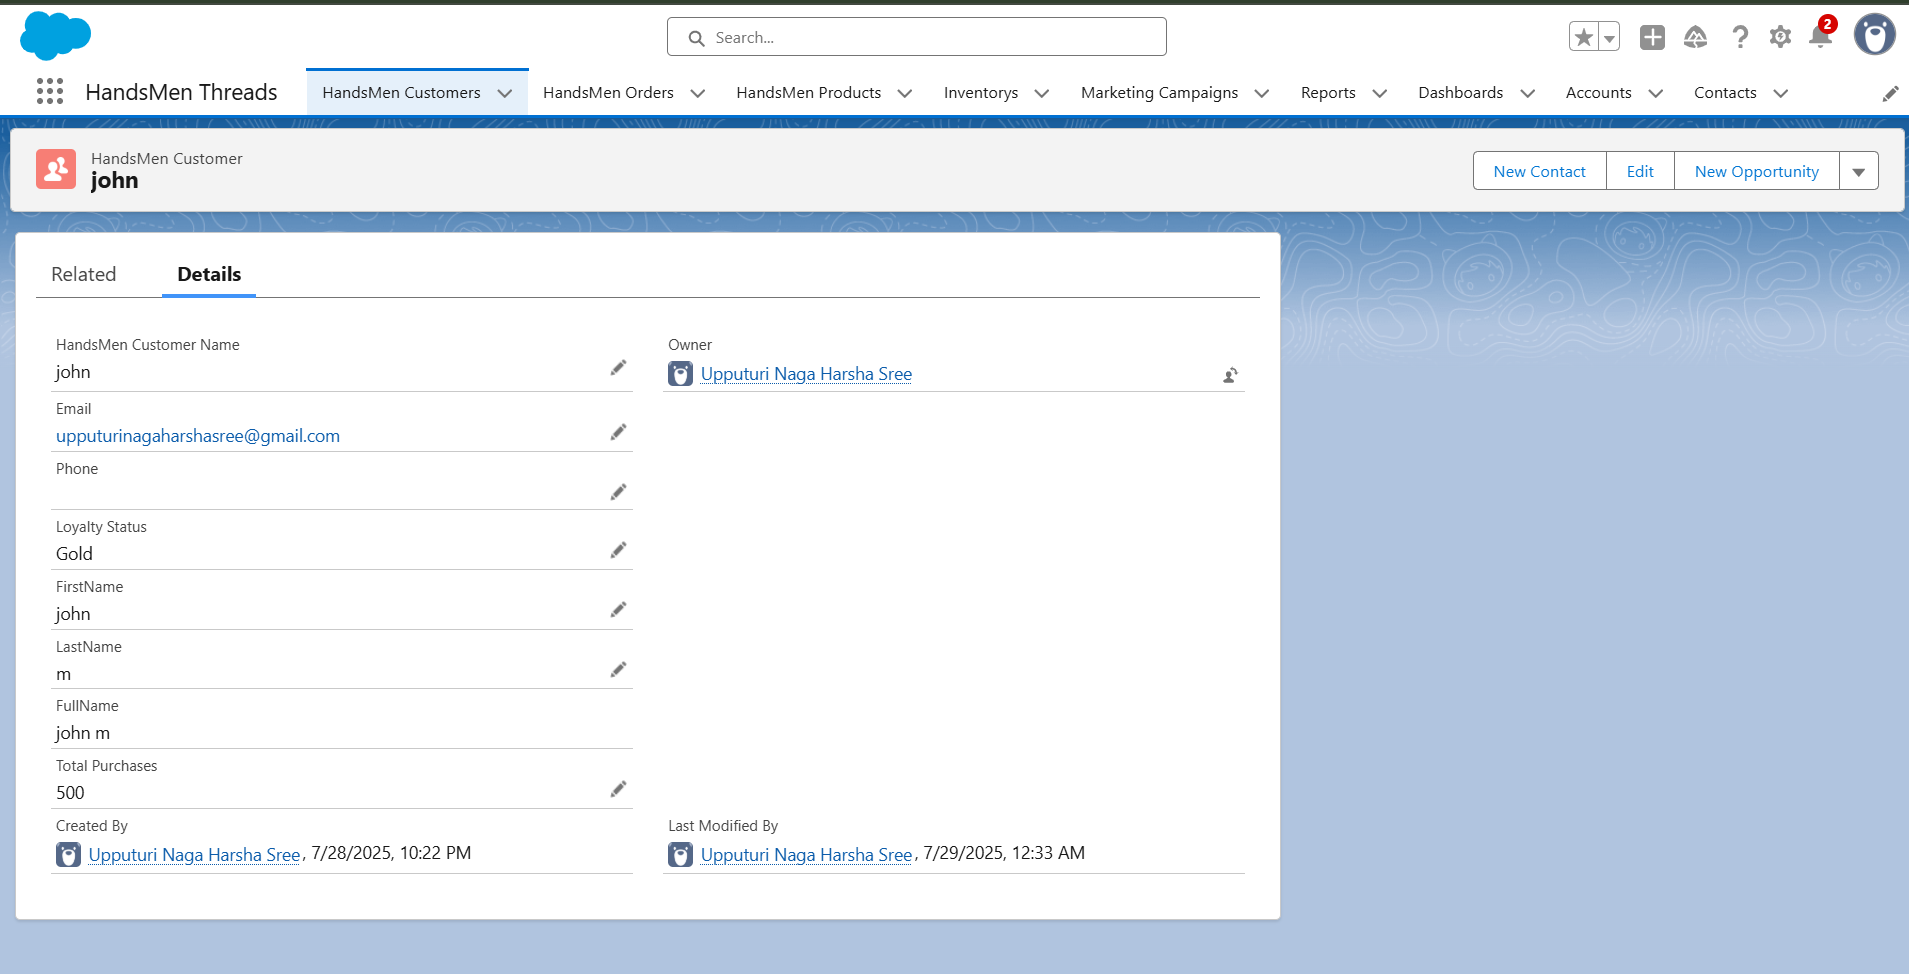 Search...
2
HandsMen Threads
HandsMen Customers
HandsMen Orders
HandsMen Products
Inventorys
Marketing Campaigns
Reports
Dashboards
Accounts
Contacts
HandsMen Customer
john
New Contact
Edit
New Opportunity
Related
Details
HandsMen Customer Name
john
Owner
Upputuri Naga Harsha Sree
Email
upputurinagaharshasree@gmail.com
Phone
Loyalty Status
Gold
FirstName
john
LastName
m
FullName
john m
Total Purchases
500
Created By
Upputuri Naga Harsha Sree, 7/28/2025, 10:22 PM
Last Modified By
Upputuri Naga Harsha Sree, 7/29/2025, 12:33 AM